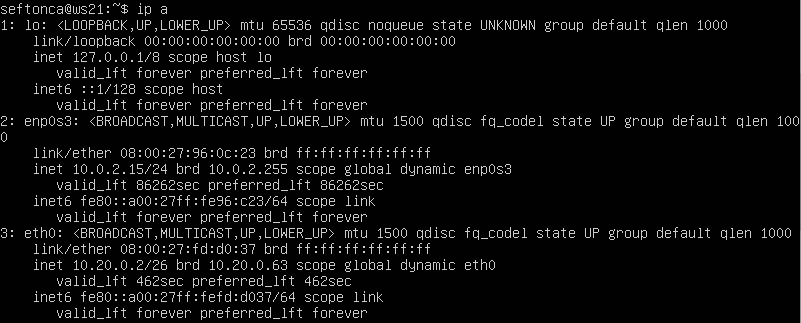 seftonca@ws21:~$ ip a
1: lo: <LOOPBACK,UP,LOWER_UP> mtu 65536 qdisc noqueue state UNKNOWN group default qlen 1000
    link/loopback 00:00:00:00:00:00 brd 00:00:00:00:00:00
    inet 127.0.0.1/8 scope host lo
       valid_lft forever preferred_lft forever
    inet6 ::1/128 scope host
       valid_lft forever preferred_lft forever
2: enp0s3: <BROADCAST,MULTICAST,UP,LOWER_UP> mtu 1500 qdisc fq_codel state UP group default qlen 100
0
    link/ether 08:00:27:96:0c:23 brd ff:ff:ff:ff:ff:ff
    inet 10.0.2.15/24 brd 10.0.2.255 scope global dynamic enp0s3
       valid_lft 86262sec preferred_lft 86262sec
    inet6 fe80::a00:27ff:fe96:c23/64 scope link
       valid_lft forever preferred_lft forever
3: eth0: <BROADCAST,MULTICAST,UP,LOWER_UP> mtu 1500 qdisc fq_codel state UP group default qlen 1000
    link/ether 08:00:27:fd:d0:37 brd ff:ff:ff:ff:ff:ff
    inet 10.20.0.2/26 brd 10.20.0.63 scope global dynamic eth0
       valid_lft 462sec preferred_lft 462sec
    inet6 fe80::a00:27ff:fefd:d037/64 scope link
       valid_lft forever preferred_lft forever